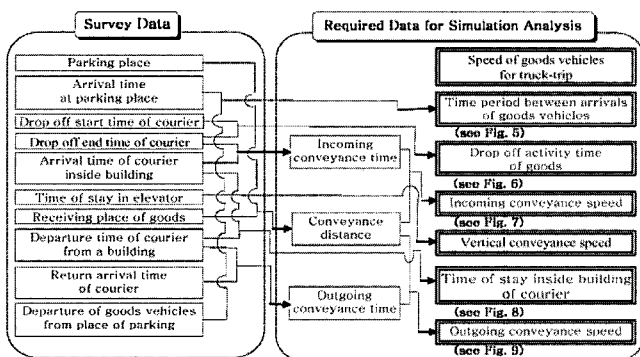 Survey Data
Required Data for Simulation Analysis
Parking place
Arrival time
at parking place
Drop off start time of courier
Drop off end time of courier
Arrival time of courier
inside building
Time of stay in elevator
Receiving place of goods
Departure time of courier
from a building
Return arrival time
of courier
Departure of goods vehicles
from place of parking
Incoming
conveyance time
Conveyance
distance
Outgoing
conveyance time
Speed of goods vehicles
for truck-trip
Time period between arrivals
of goods vehicles
(see Fig. 5)
Drop off activity time
of goods
(see Fig. 6)
Incoming conveyance speed
(see Fig. 7)
Vertical conveyance speed
Time of stay inside building
of courier
(see Fig. 8)
Outgoing conveyance speed
(see Fig. 9)